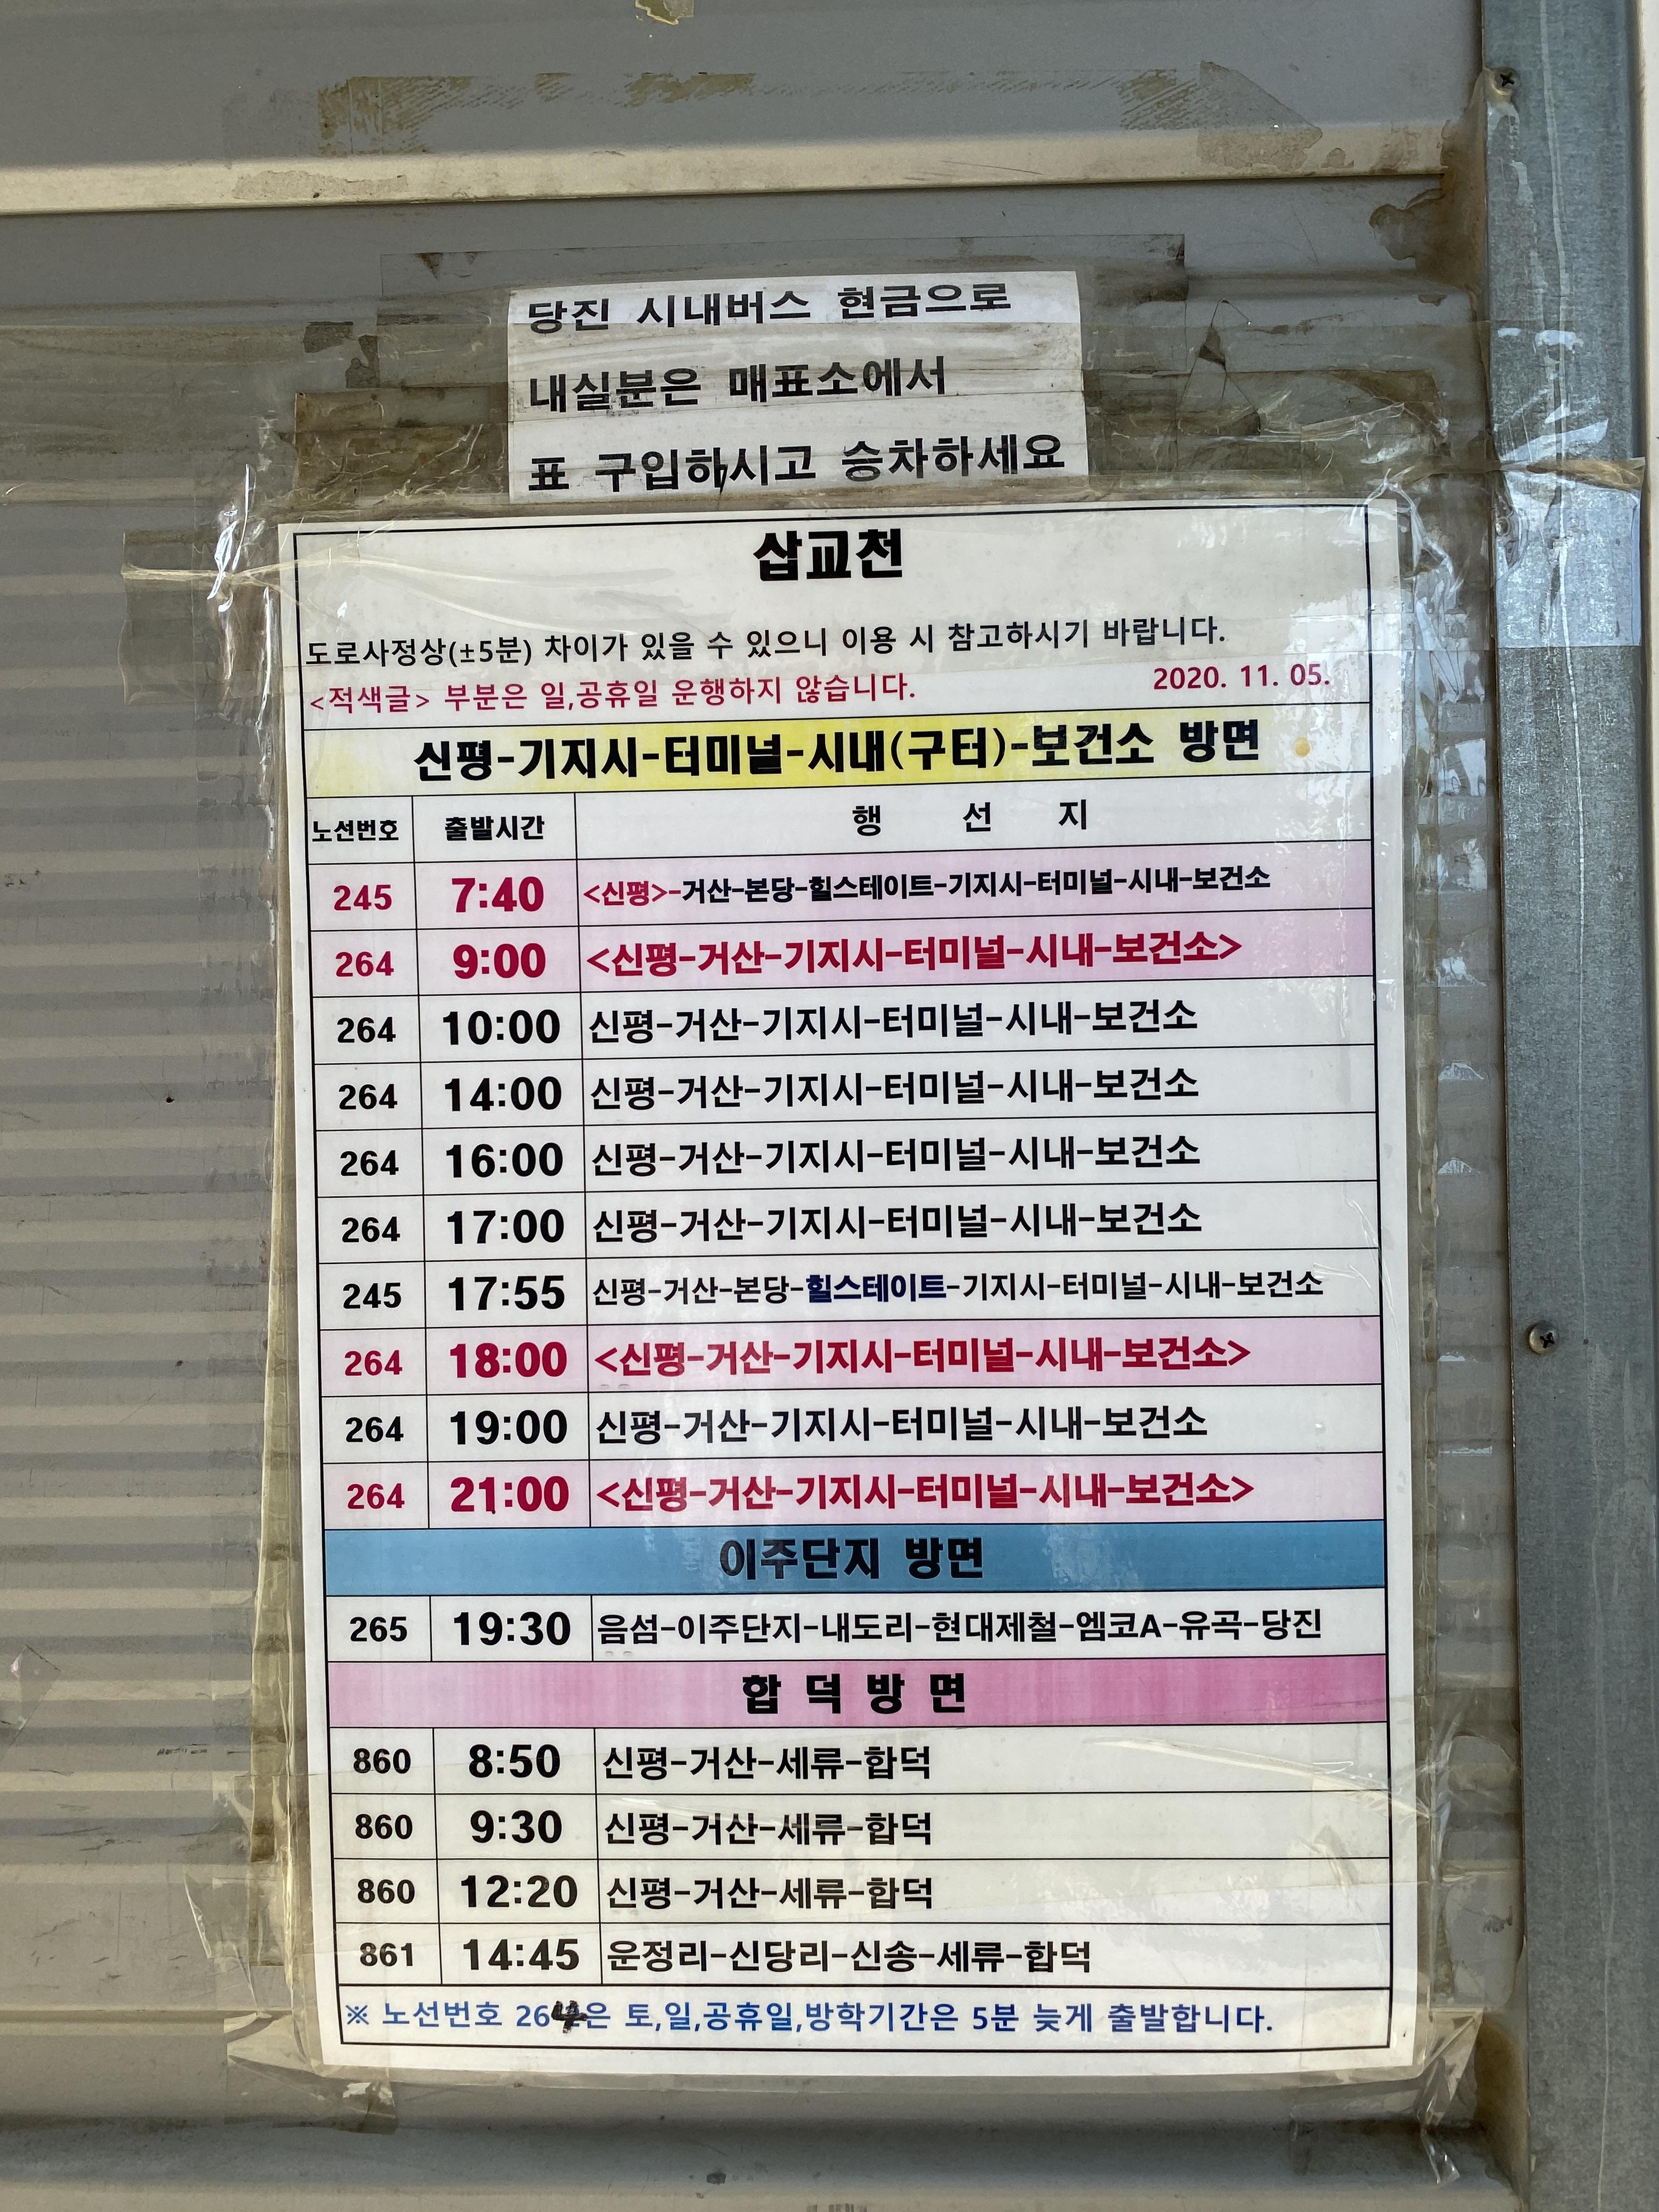 당진 시내버스 현금으로
내실분은 매표소에서
표 구입하시고 승차하세요
삽교천
도로사정상(±5분) 차이가 있을 수 있으니 이용 시 참고하시기 바랍니다.
<적색글> 부분은 일,공휴일 운행하지 않습니다. 2020. 11. 05.
신평-기지시-터미널-시내(구터)-보건소 방면
노선번호 출발시간 행 선 지
245 7:40 <신평>-거산-본당-힐스테이트-기지시-터미널-시내-보건소
264 9:00 <신평-거산-기지시-터미널-시내-보건소>
264 10:00 신평-거산-기지시-터미널-시내-보건소
264 14:00 신평-거산-기지시-터미널-시내-보건소
264 16:00 신평-거산-기지시-터미널-시내-보건소
264 17:00 신평-거산-기지시-터미널-시내-보건소
245 17:55 신평-거산-본당-힐스테이트-기지시-터미널-시내-보건소
264 18:00 <신평-거산-기지시-터미널-시내-보건소>
264 19:00 신평-거산-기지시-터미널-시내-보건소
264 21:00 <신평-거산-기지시-터미널-시내-보건소>
이주단지 방면
265 19:30 음섬-이주단지-내도리-현대제철-엠코A-유곡-당진
합 덕 방 면
860 8:50 신평-거산-세류-합덕
860 9:30 신평-거산-세류-합덕
860 12:20 신평-거산-세류-합덕
861 14:45 운정리-신당리-신송-세류-합덕
※ 노선번호 264은 토,일,공휴일,방학기간은 5분 늦게 출발합니다.